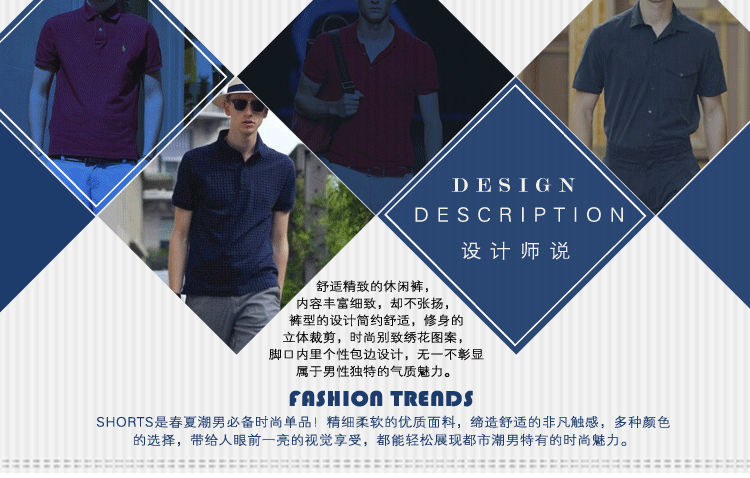 DESIGN
DESCRIPTION
设计师说
舒适精致的休闲裤，
内容丰富细致，却不张扬，
裤型的设计简约舒适，修身的
立体裁剪，时尚别致绣花图案，
脚口内里个性包边设计，无一不彰显
属于男性独特的气质魅力。
FASHION TRENDS
SHORTS是春夏潮男必备时尚单品！精细柔软的优质面料，缔造舒适的非凡触感，多种颜色
的选择，带给人眼前一亮的视觉享受，都能轻松展现都市潮男特有的时尚魅力。